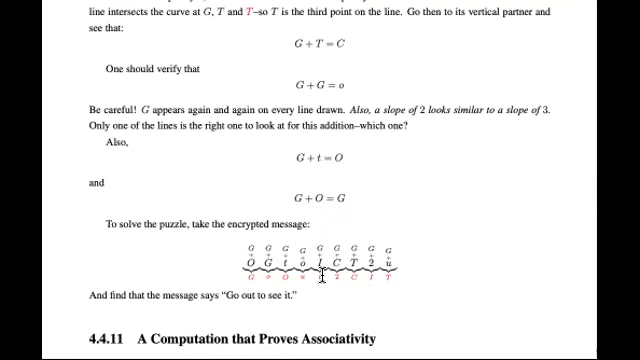 line intersects the curve at G, T and T–so T is the third point on the line. Go then to its vertical partner and
see that:
G + T = C
One should verify that
G + G = o
Be careful! G appears again and again on every line drawn. Also, a slope of 2 looks similar to a slope of 3.
Only one of the lines is the right one to look at for this addition–which one?
Also,
G + t = O
and
G + O = G
To solve the puzzle, take the encrypted message:
G G G G G G G G G
+ + + + + + + + +
O G t o I C T 2 u
G o O u 2 C I T
And find that the message says “Go out to see it.”
4.4.11 A Computation that Proves Associativity